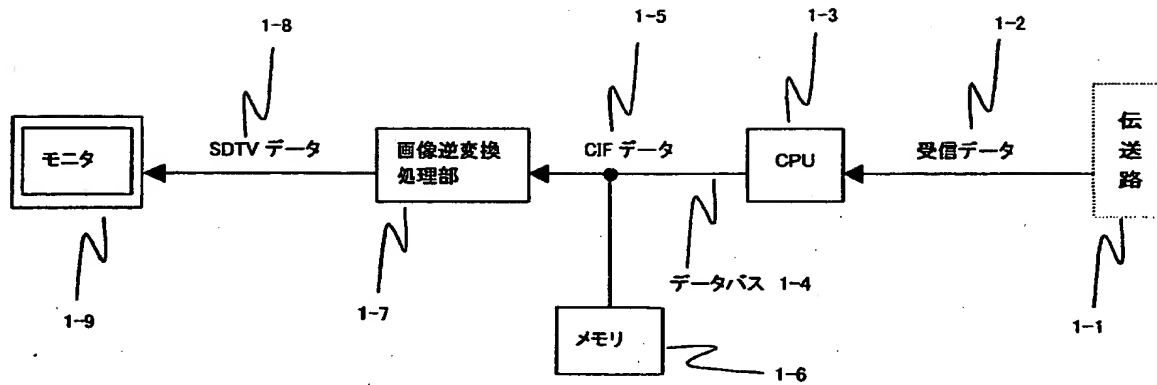 1-8
1-5
1-3
1-2
モニタ
SDTV データ
画像逆変換
処理部
CIF データ
CPU
受信データ
伝送路
1-9
1-7
データバス 1-4
1-1
メモリ
1-6